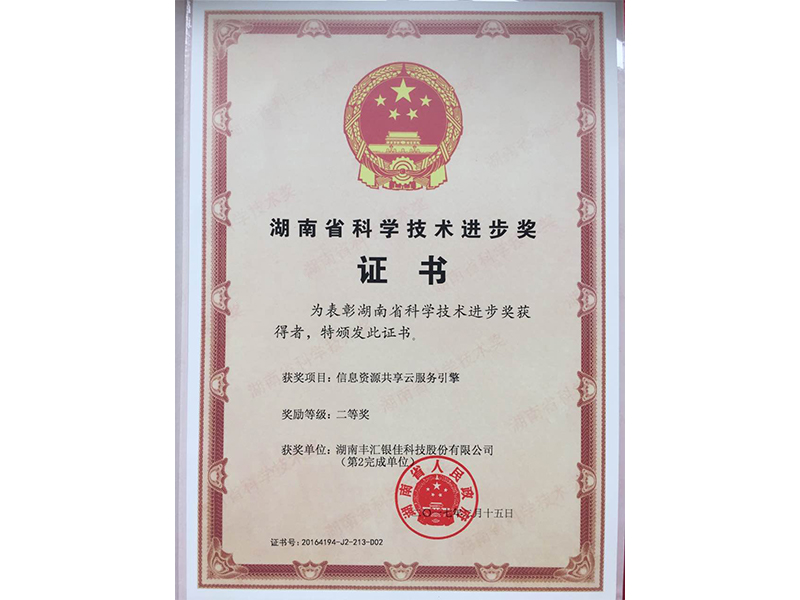 湖南省科学技术进步奖
证书
为表彰湖南省科学技术进步奖获
得者，特颁发此证书。
获奖项目：信息资源共享云服务引擎
奖励等级：二等奖
获奖单位：湖南丰汇银佳科技股份有限公司
（第2完成单位）
湖南省人民政府
月十五日
证书号：20164194-J2-213-D02